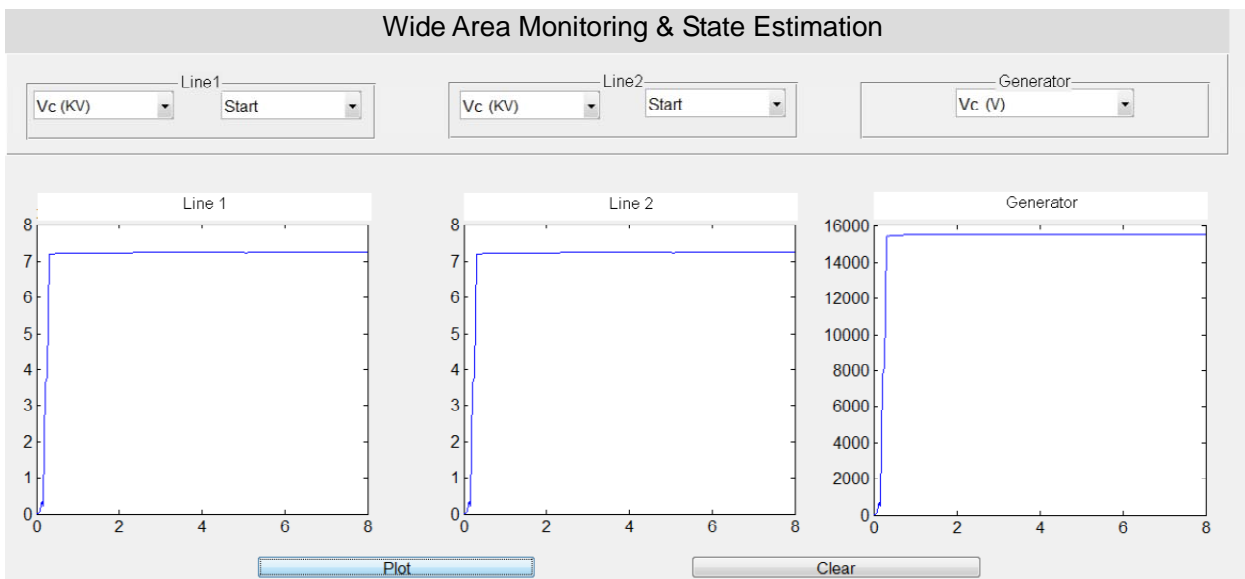 Wide Area Monitoring & State Estimation
Line1
Line2
Generator
Vc (KV)
Start
Vc (KV)
Start
Vc (V)
Line 1
Line 2
Generator
8
7
6
5
4
3
2
1
0
0 2 4 6 8
8
7
6
5
4
3
2
1
0
0 2 4 6 8
16000
14000
12000
10000
8000
6000
4000
2000
0
0 2 4 6 8
Plot
Clear